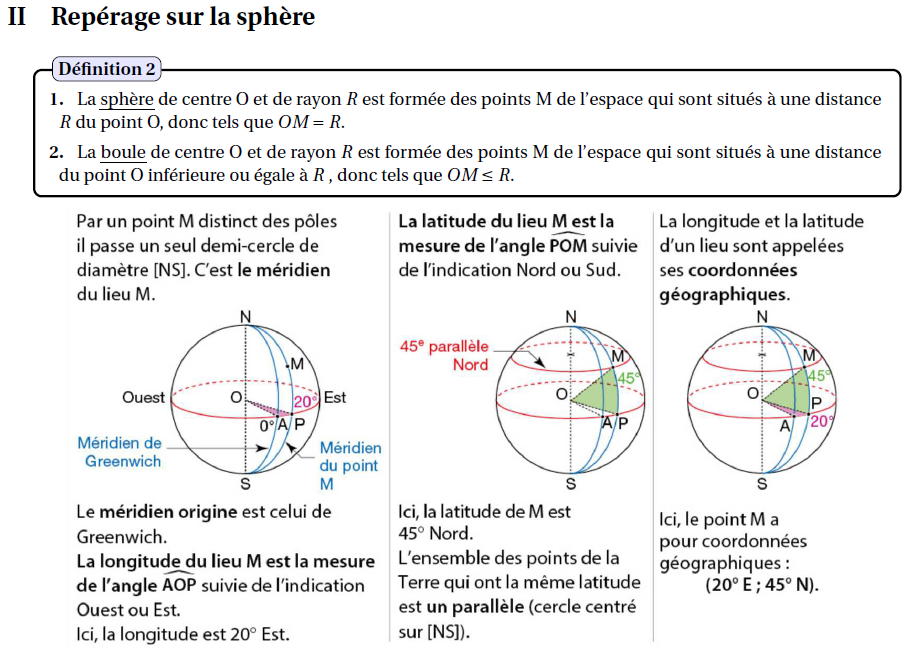 II Repérage sur la sphère
Définition 2
1. La sphère de centre O et de rayon R est formée des points M de l'espace qui sont situés à une distance
R du point O, donc tels que OM = R.
2. La boule de centre O et de rayon R est formée des points M de l'espace qui sont situés à une distance
du point O inférieure ou égale à R , donc tels que OM ≤ R.
Par un point M distinct des pôles
il passe un seul demi-cercle de
diamètre [NS]. C'est le méridien
du lieu M.
N
M
Ouest
O
20°
Est
0°
A
P
Méridien de
Greenwich
Méridien
du point
M
S
Le méridien origine est celui de
Greenwich.
La longitude du lieu M est la mesure
de l'angle AOP suivie de l'indication
Ouest ou Est.
Ici, la longitude est 20° Est.
La latitude du lieu M est la
mesure de l'angle POM suivie
de l'indication Nord ou Sud.
N
45e parallèle
Nord
M
45°
O
A
P
S
Ici, la latitude de M est
45° Nord.
L'ensemble des points de la
Terre qui ont la même latitude
est un parallèle (cercle centré
sur [NS]).
La longitude et la latitude
d'un lieu sont appelées
ses coordonnées
géographiques.
N
M
45°
O
P
A
20°
S
Ici, le point M a
pour coordonnées
géographiques :
(20° E ; 45° N).